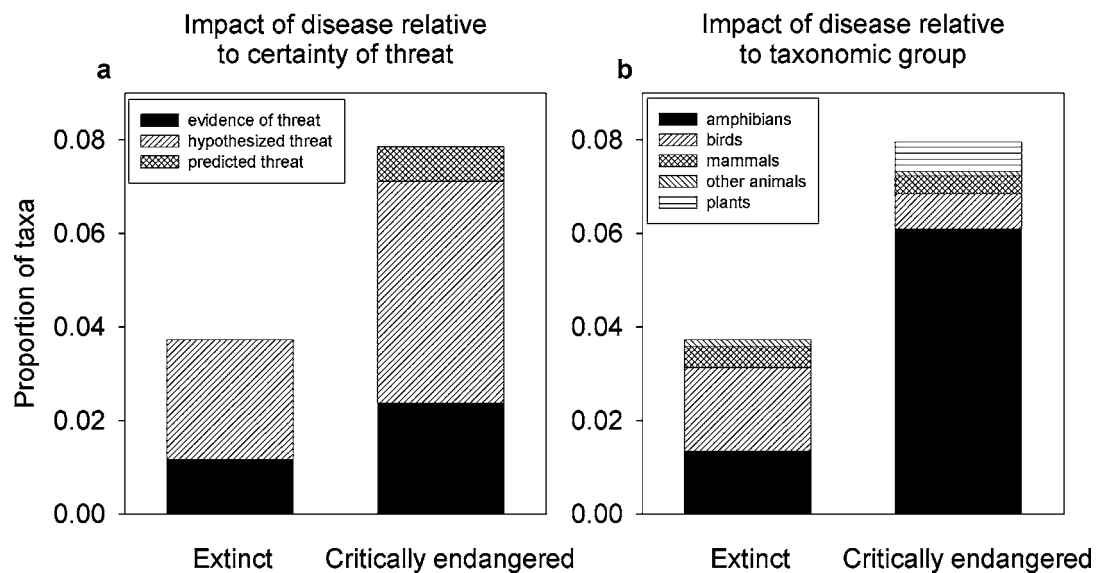 Impact of disease relative
to certainty of threat
a
evidence of threat
hypothesized threat
predicted threat
0.08
0.06
0.04
0.02
0.00
Proportion of taxa
Extinct
Critically endangered
Impact of disease relative
to taxonomic group
b
amphibians
birds
mammals
other animals
plants
0.08
0.06
0.04
0.02
0.00
Extinct
Critically endangered